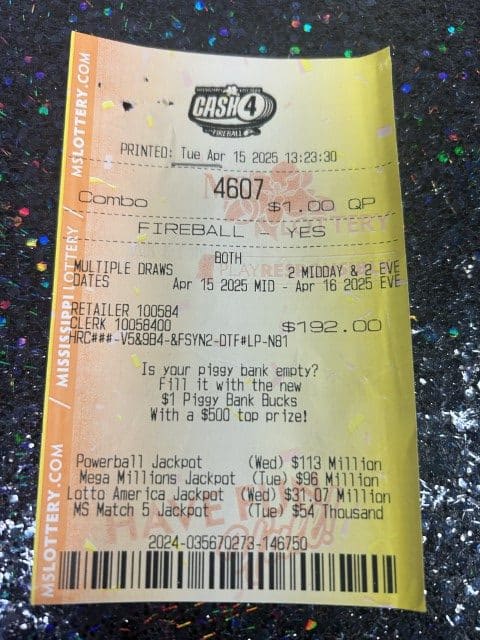 CASH 4
FIREBALL
PRINTED: Tue Apr 15 2025 13:23:30
4607
Combo $1.00 QP
FIREBALL YES
BOTH
MULTIPLE DRAWS 2 MIDDAY & 2 EVE
DATES Apr 15 2025 MID - Apr 16 2025 EVE
RETAILER 100584
CLERK 10058400 $192.00
HRC###-V5&9B4-&FSYN2-DTF#LP-N81
Is your piggy bank empty?
Fill it with the new
$1 Piggy Bank Bucks
With a $500 top prize!
Powerball Jackpot (Wed) $113 Million
Mega Millions Jackpot (Tue) $96 Million
Lotto America Jackpot (Wed) $31.07 Million
MS Match 5 Jackpot (Tue) $54 Thousand
2024-035670273-146750
MSLOTTERY.COM / MISSISSIPPI LOTTERY / MSLOTTERY.COM
LOTTERY
HAVE